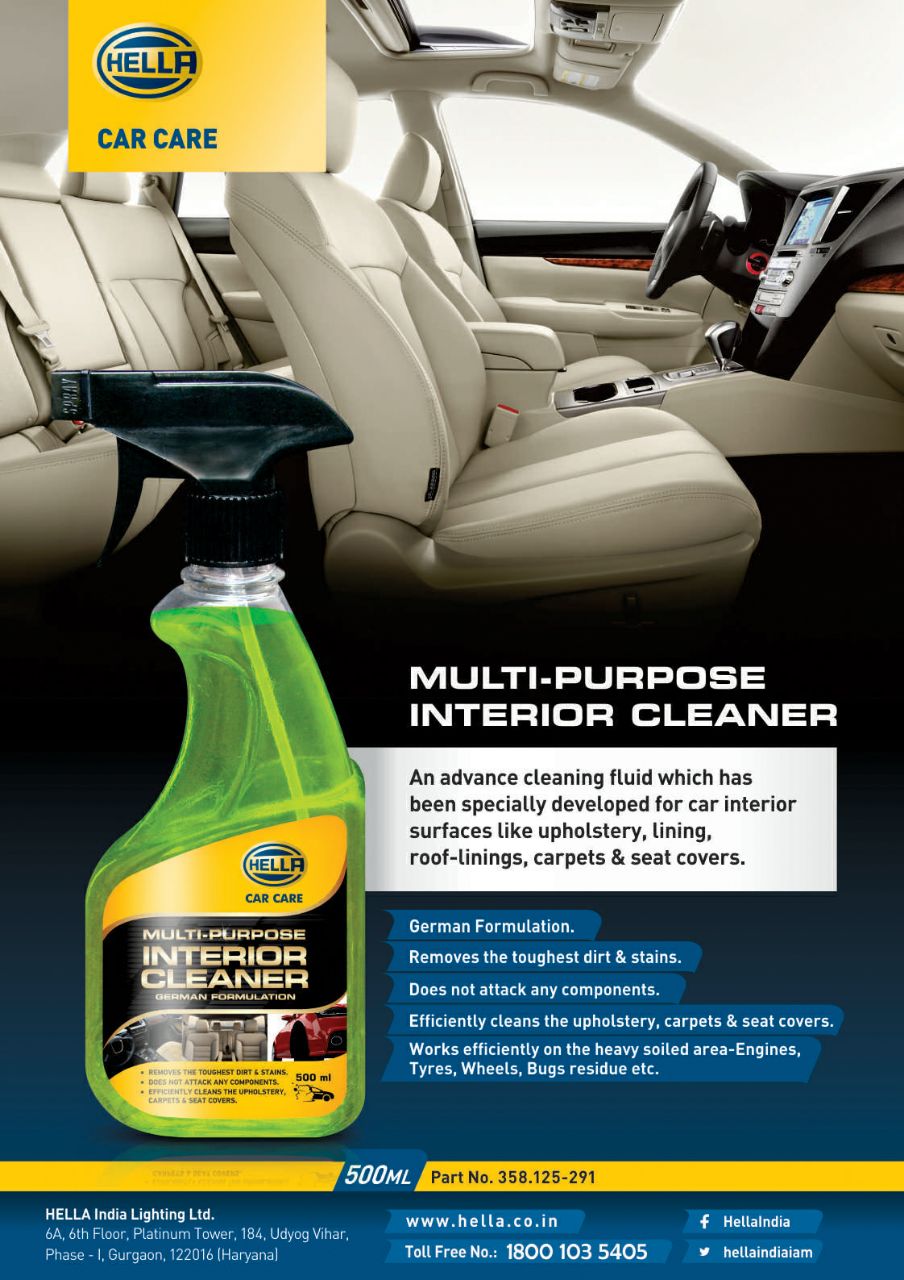 HELLA
CAR CARE
SPRAY
MULTI-PURPOSE
INTERIOR CLEANER
An advance cleaning fluid which has
been specially developed for car interior
surfaces like upholstery, lining,
roof-linings, carpets & seat covers.
HELLA
CAR CARE
MULTI-PURPOSE
INTERIOR
CLEANER
GERMAN FORMULATION
• REMOVES THE TOUGHEST DIRT & STAINS.
• DOES NOT ATTACK ANY COMPONENTS.
• EFFICIENTLY CLEANS THE UPHOLSTERY,
CARPETS & SEAT COVERS.
500 ml
German Formulation.
Removes the toughest dirt & stains.
Does not attack any components.
Efficiently cleans the upholstery, carpets & seat covers.
Works efficiently on the heavy soiled area-Engines,
Tyres, Wheels, Bugs residue etc.
500ML Part No. 358.125-291
HELLA India Lighting Ltd.
6A, 6th Floor, Platinum Tower, 184, Udyog Vihar,
Phase - I, Gurgaon, 122016 (Haryana)
www.hella.co.in
Toll Free No.: 1800 103 5405
HellaIndia
hellaindiaiam